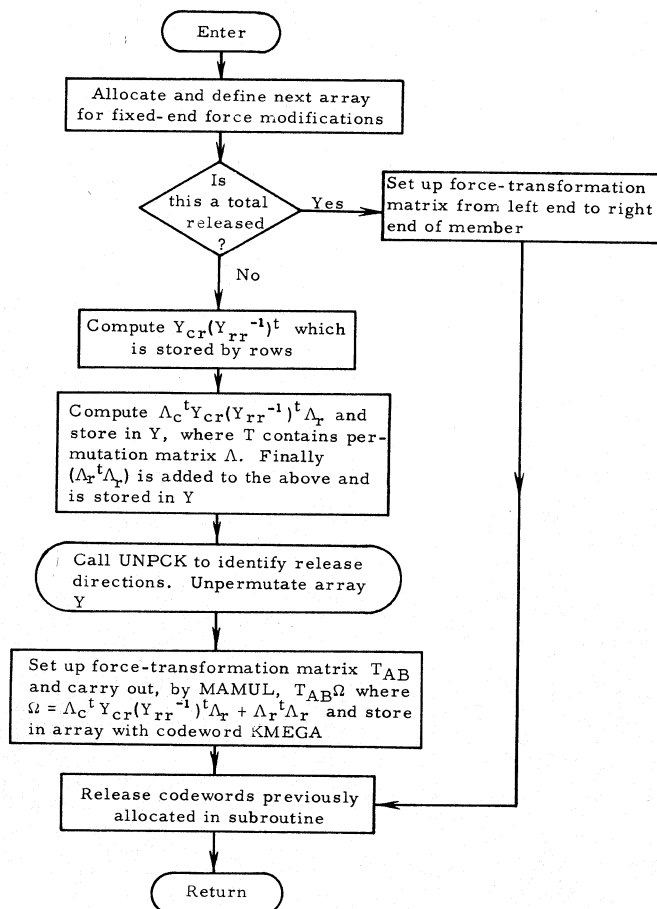 Enter
Allocate and define next array
for fixed-end force modifications
Is
this a total
released
?
Yes
Set up force-transformation
matrix from left end to right
end of member
No
Compute Y_cr(Y_rr^-1)^t which
is stored by rows
Compute Λ_c^t Y_cr(Y_rr^-1)^t Λ_r and
store in Y, where T contains per-
mutation matrix Λ. Finally
(Λ_r^t Λ_r) is added to the above and
is stored in Y
Call UNPCK to identify release
directions. Unpermutate array
Y
Set up force-transformation matrix T_AB
and carry out, by MAMUL, T_AB Ω where
Ω = Λ_c^t Y_cr(Y_rr^-1)^t Λ_r + Λ_r^t Λ_r and store
in array with codeword KMEGA
Release codewords previously
allocated in subroutine
Return